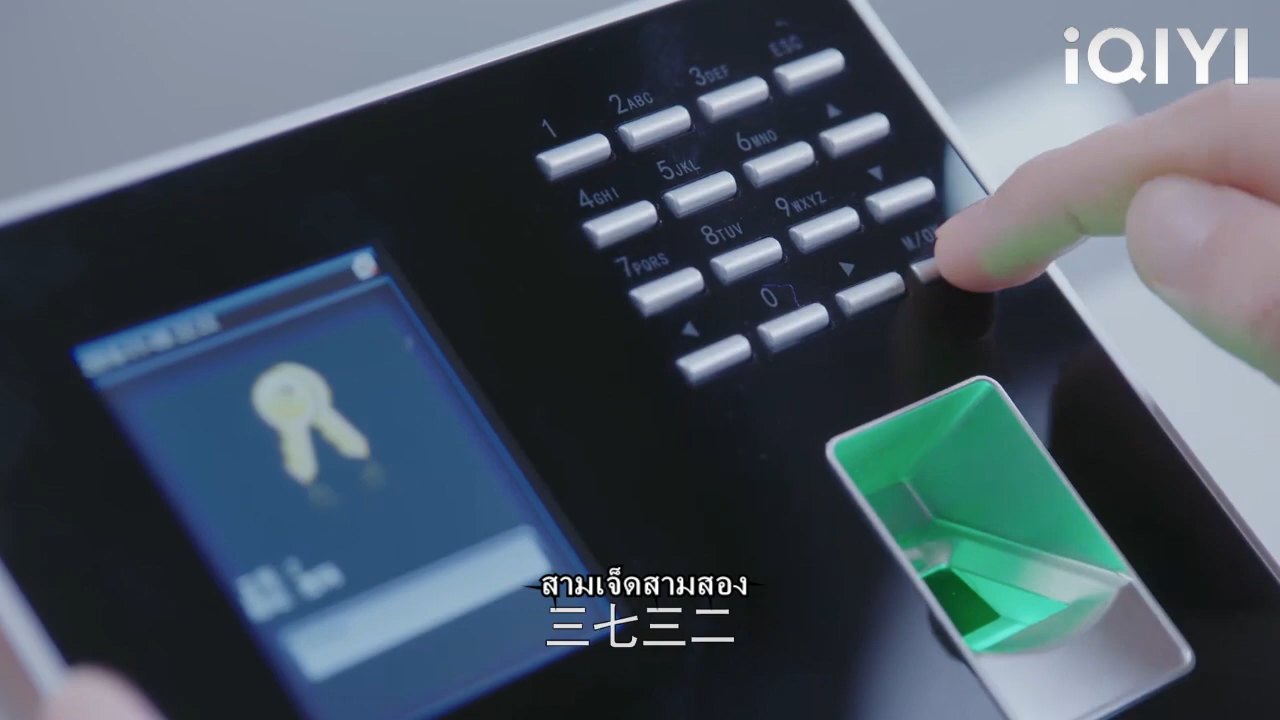 iQIYI
ESC
3DEF
2ABC
1
▲
6MNO
5JKL
4GHI
▼
9WXYZ
8TUV
7PQRS
▶
0
◀
สามเจ็ดสามสอง
三七三二